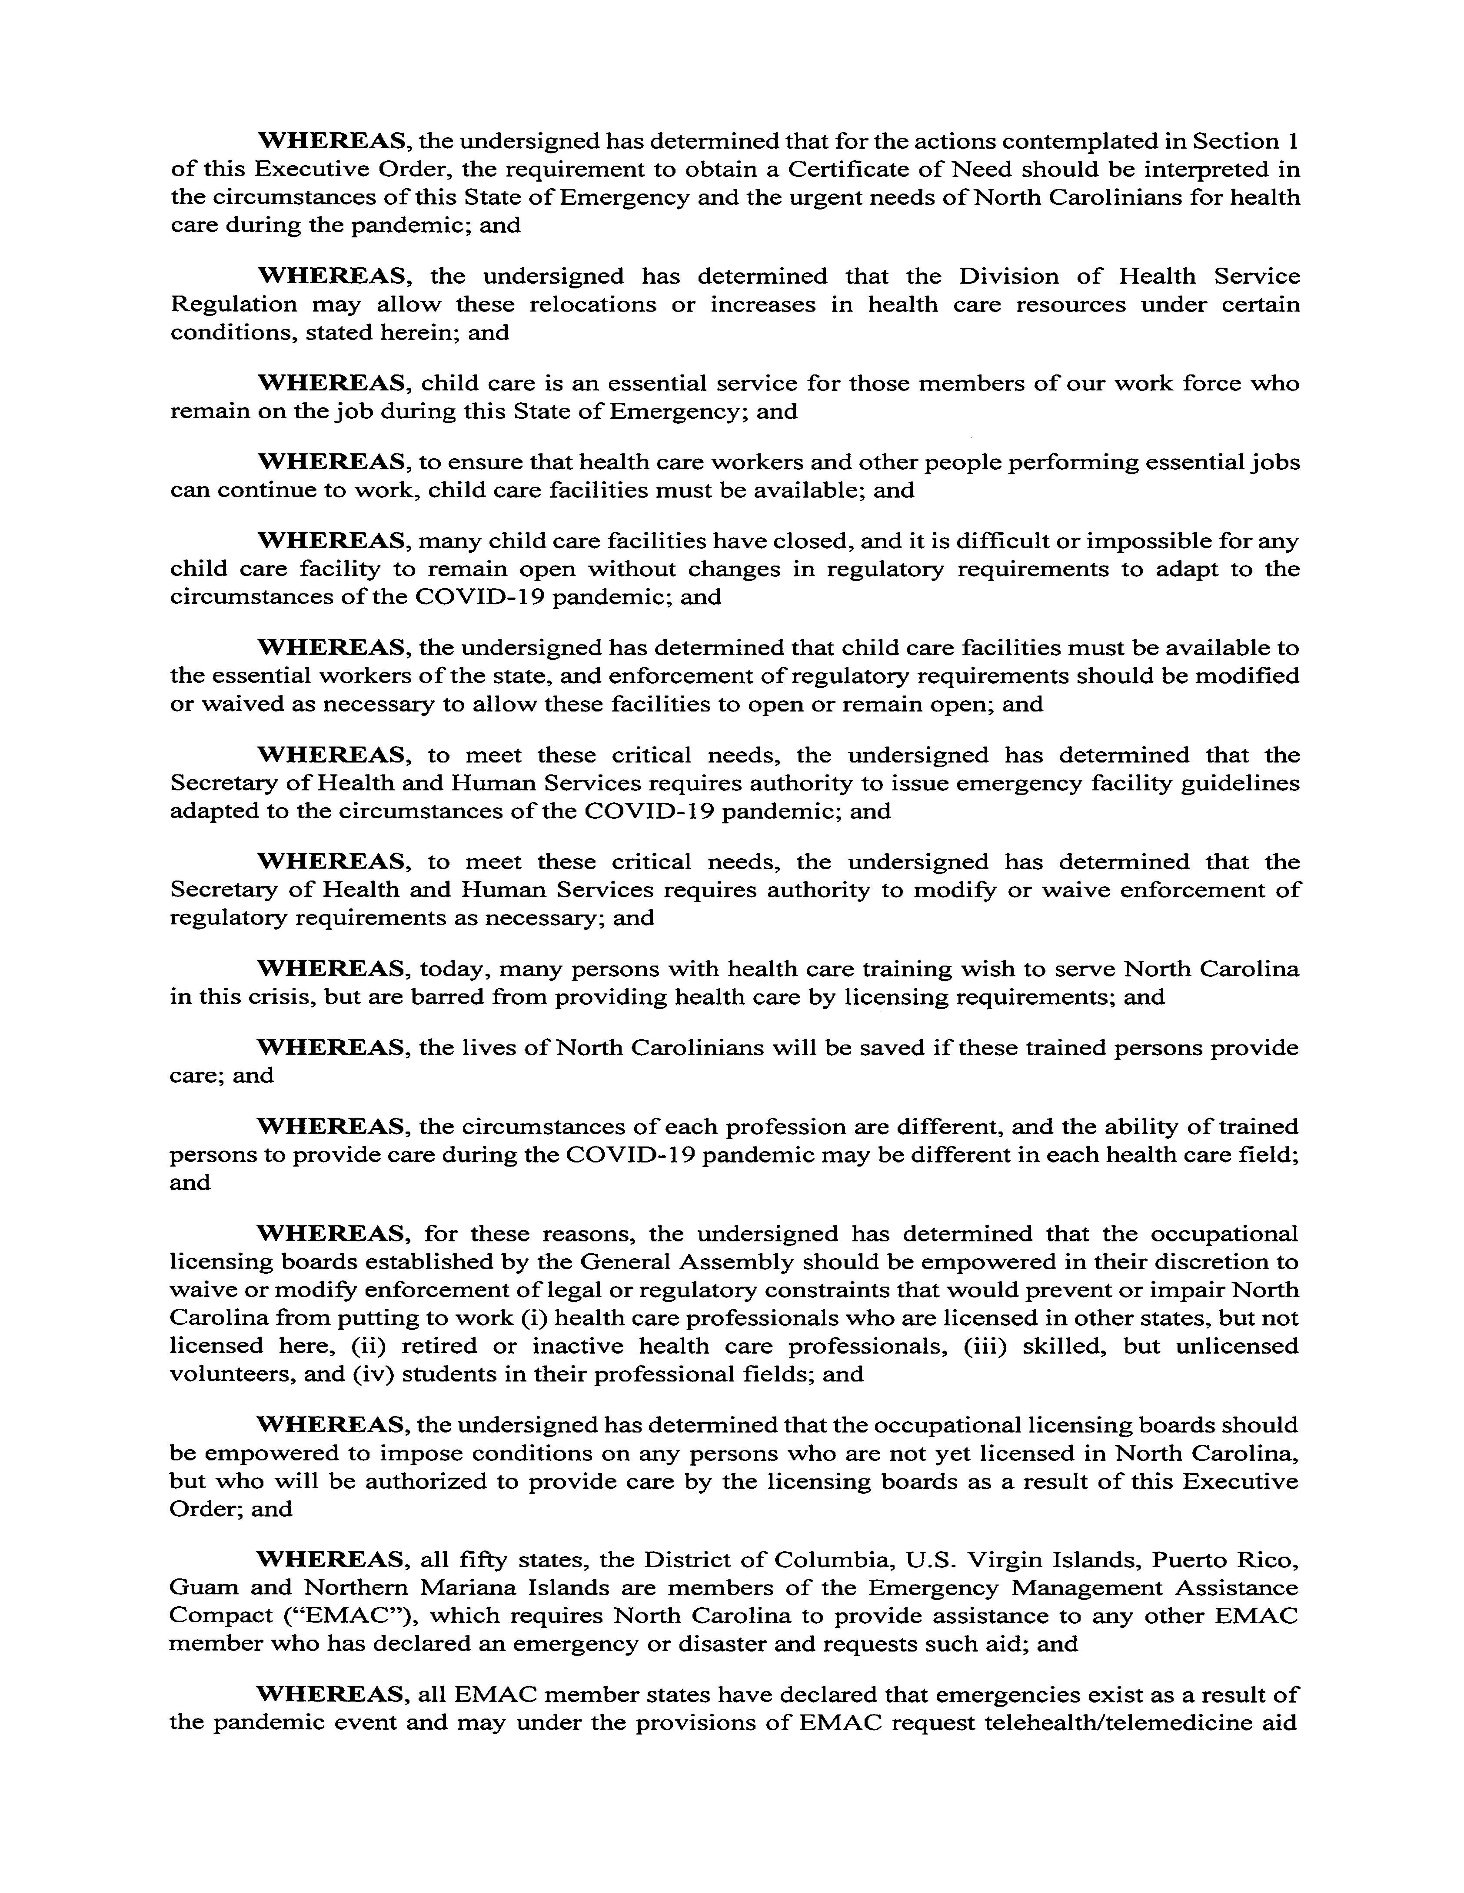 WHEREAS, the undersigned has determined that for the actions contemplated in Section 1
of this Executive Order, the requirement to obtain a Certificate of Need should be interpreted in
the circumstances of this State of Emergency and the urgent needs of North Carolinians for health
care during the pandemic; and
WHEREAS, the undersigned has determined that the Division of Health Service
Regulation may allow these relocations or increases in health care resources under certain
conditions, stated herein; and
WHEREAS, child care is an essential service for those members of our work force who
remain on the job during this State of Emergency; and
WHEREAS, to ensure that health care workers and other people performing essential jobs
can continue to work, child care facilities must be available; and
WHEREAS, many child care facilities have closed, and it is difficult or impossible for any
child care facility to remain open without changes in regulatory requirements to adapt to the
circumstances of the COVID-19 pandemic; and
WHEREAS, the undersigned has determined that child care facilities must be available to
the essential workers of the state, and enforcement of regulatory requirements should be modified
or waived as necessary to allow these facilities to open or remain open; and
WHEREAS, to meet these critical needs, the undersigned has determined that the
Secretary of Health and Human Services requires authority to issue emergency facility guidelines
adapted to the circumstances of the COVID-19 pandemic; and
WHEREAS, to meet these critical needs, the undersigned has determined that the
Secretary of Health and Human Services requires authority to modify or waive enforcement of
regulatory requirements as necessary; and
WHEREAS, today, many persons with health care training wish to serve North Carolina
in this crisis, but are barred from providing health care by licensing requirements; and
WHEREAS, the lives of North Carolinians will be saved if these trained persons provide
care; and
WHEREAS, the circumstances of each profession are different, and the ability of trained
persons to provide care during the COVID-19 pandemic may be different in each health care field;
and
WHEREAS, for these reasons, the undersigned has determined that the occupational
licensing boards established by the General Assembly should be empowered in their discretion to
waive or modify enforcement of legal or regulatory constraints that would prevent or impair North
Carolina from putting to work (i) health care professionals who are licensed in other states, but not
licensed here, (ii) retired or inactive health care professionals, (iii) skilled, but unlicensed
volunteers, and (iv) students in their professional fields; and
WHEREAS, the undersigned has determined that the occupational licensing boards should
be empowered to impose conditions on any persons who are not yet licensed in North Carolina,
but who will be authorized to provide care by the licensing boards as a result of this Executive
Order; and
WHEREAS, all fifty states, the District of Columbia, U.S. Virgin Islands, Puerto Rico,
Guam and Northern Mariana Islands are members of the Emergency Management Assistance
Compact (“EMAC”), which requires North Carolina to provide assistance to any other EMAC
member who has declared an emergency or disaster and requests such aid; and
WHEREAS, all EMAC member states have declared that emergencies exist as a result of
the pandemic event and may under the provisions of EMAC request telehealth/telemedicine aid